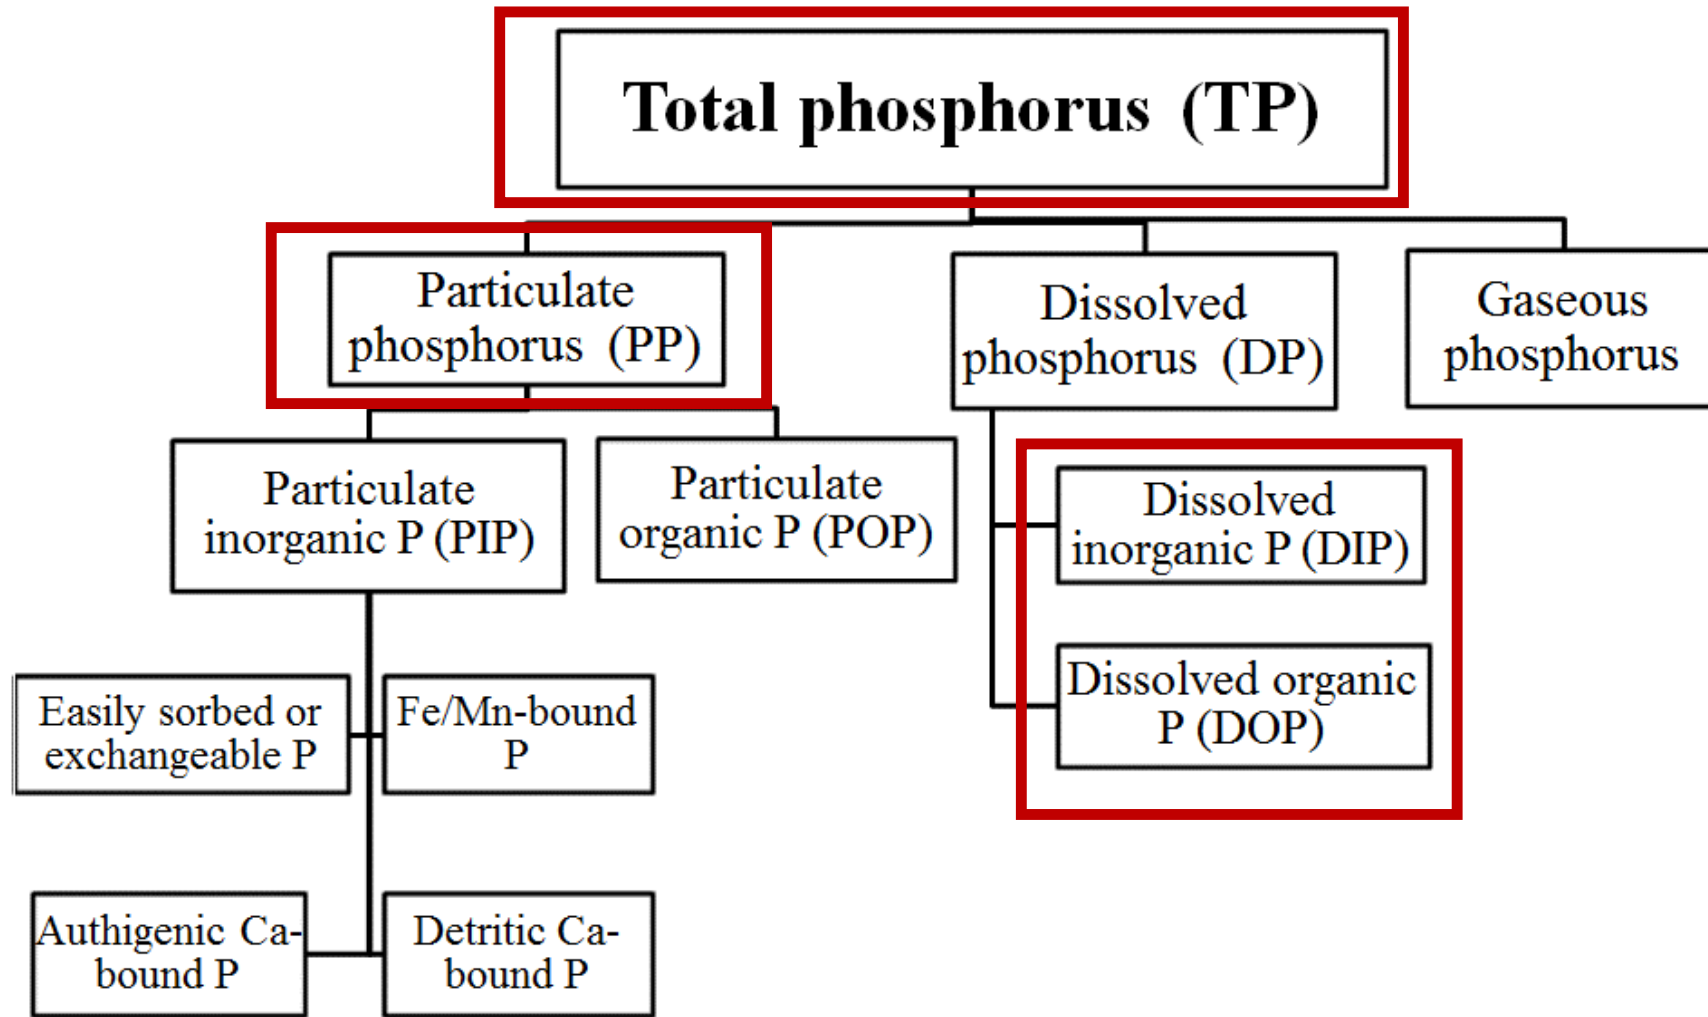 Total phosphorus (TP)
Particulate
phosphorus (PP)
Dissolved
phosphorus (DP)
Gaseous
phosphorus
Particulate
inorganic P (PIP)
Particulate
organic P (POP)
Dissolved
inorganic P (DIP)
Dissolved organic
P (DOP)
Easily sorbed or
exchangeable P
Fe/Mn-bound
P
Authigenic Ca-
bound P
Detritic Ca-
bound P